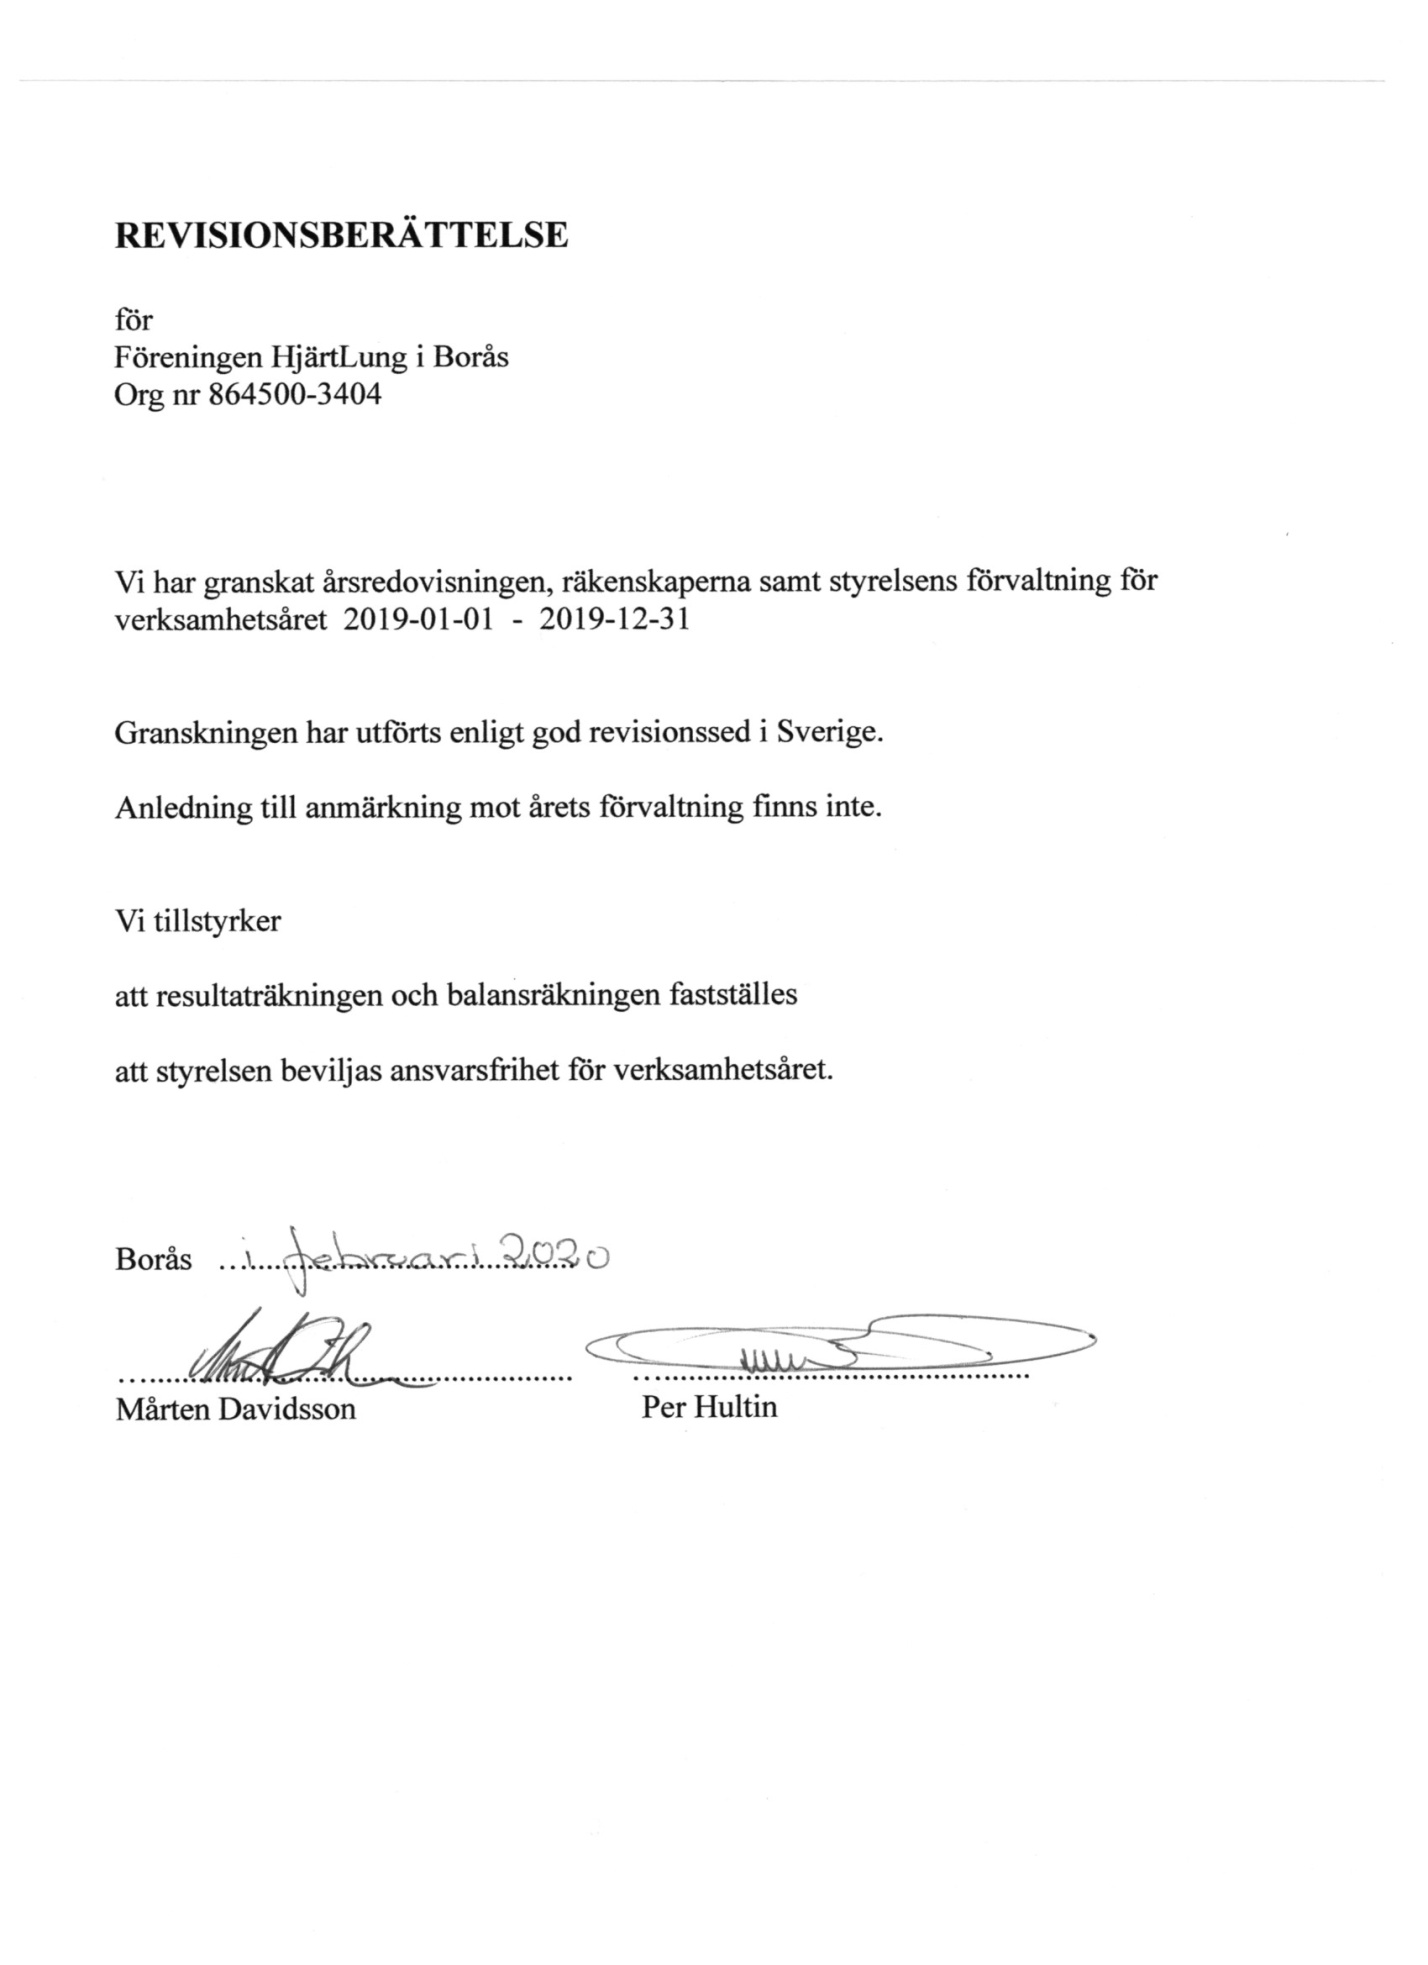 REVISIONSBERÄTTELSE
för
Föreningen HjärtLung i Borås
Org nr 864500-3404
Vi har granskat årsredovisningen, räkenskaperna samt styrelsens förvaltning för
verksamhetsåret 2019-01-01 - 2019-12-31
Granskningen har utförts enligt god revisionssed i Sverige.
Anledning till anmärkning mot årets förvaltning finns inte.
Vi tillstyrker
att resultaträkningen och balansräkningen fastställes
att styrelsen beviljas ansvarsfrihet för verksamhetsåret.
Borås i februari 2020
Mårten Davidsson Per Hultin